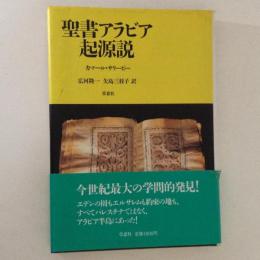 聖書アラビア
起源説
カマール・サリービー
広河隆一 矢島三枝子 訳
草思社
今世紀最大の学問的発見!
エデンの園もエルサレムも約束の地も、
すべてパレスチナではなく、
アラビア半島にあった!
草思社